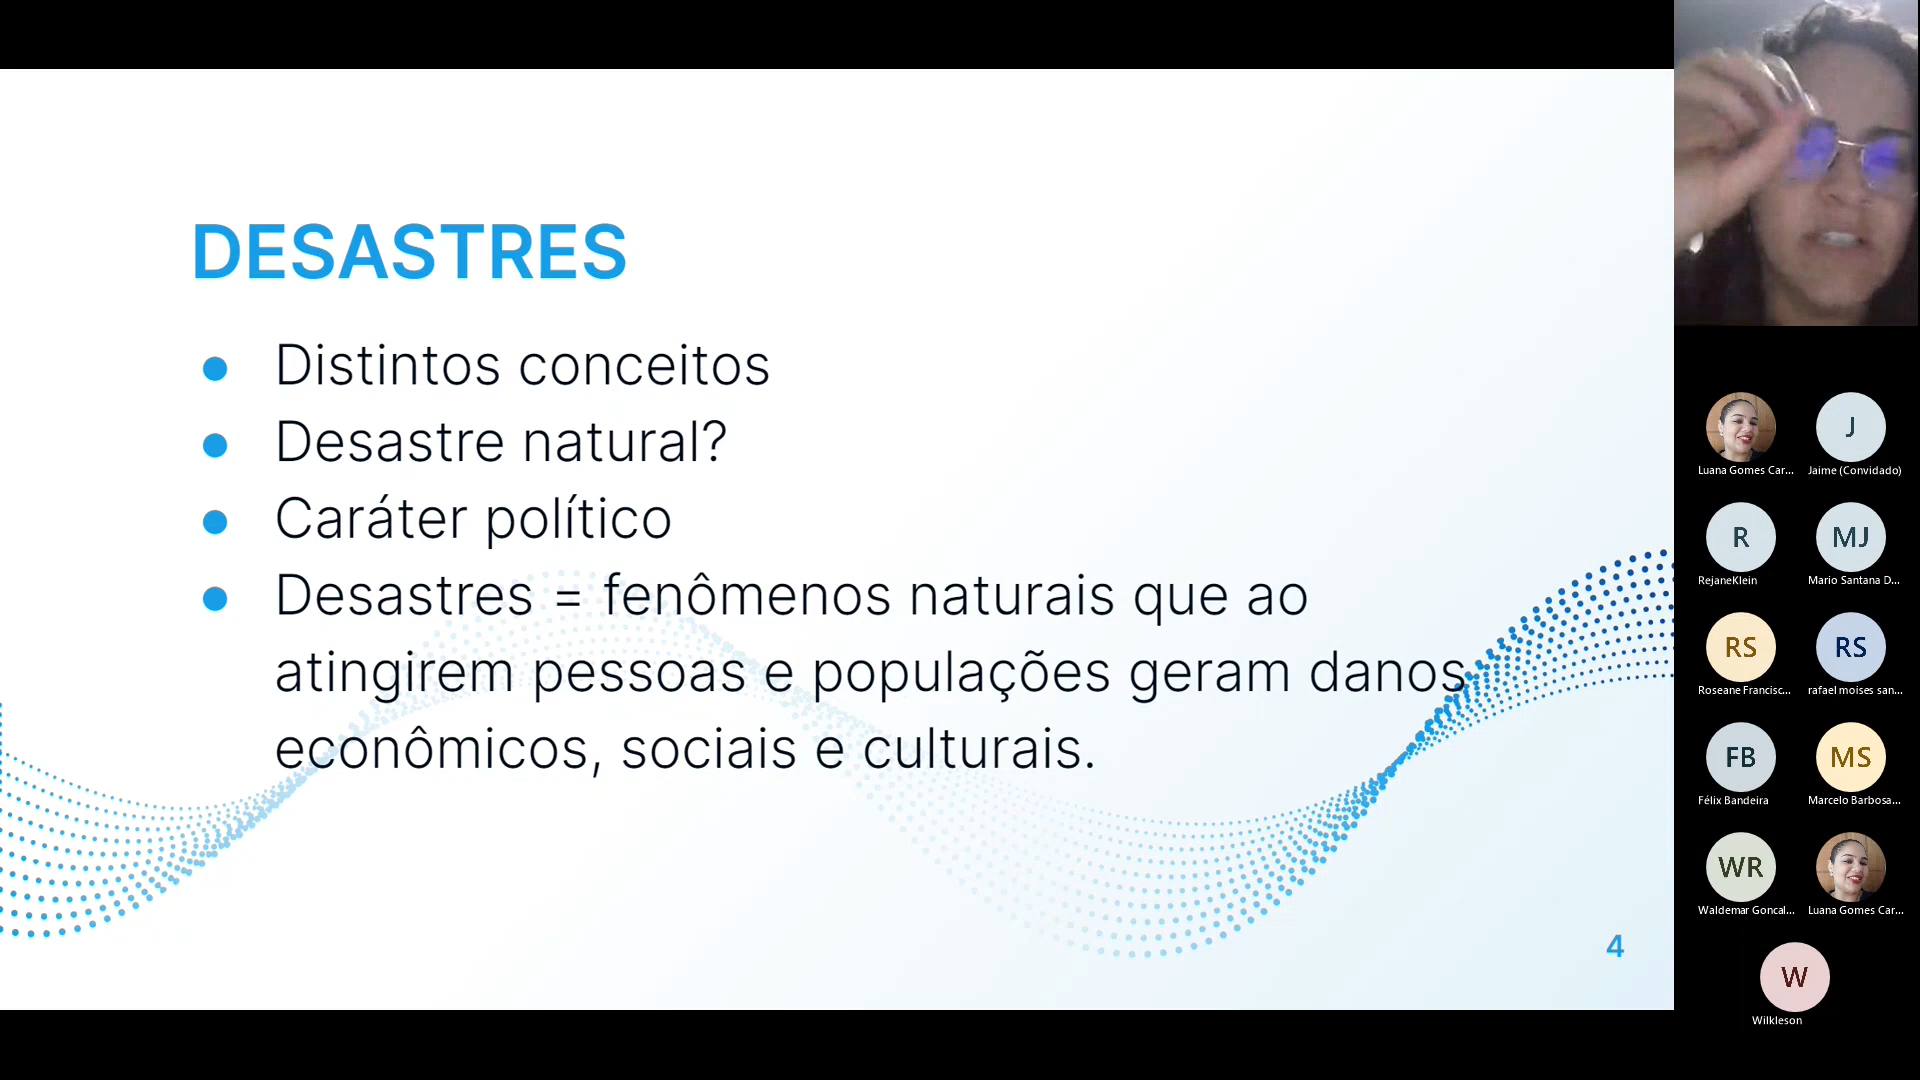 DESASTRES
Distintos conceitos
Desastre natural?
Caráter político
Desastres = fenômenos naturais que ao
atingirem pessoas e populações geram danos
econômicos, sociais e culturais.
4
Luana Gomes Car...
J
Jaime (Convidado)
R
RejaneKlein
MJ
Mario Santana D...
RS
Roseane Francisc...
RS
rafael moises san...
FB
Félix Bandeira
MS
Marcelo Barbosa...
WR
Waldemar Goncal...
Luana Gomes Car...
W
Wilkleson